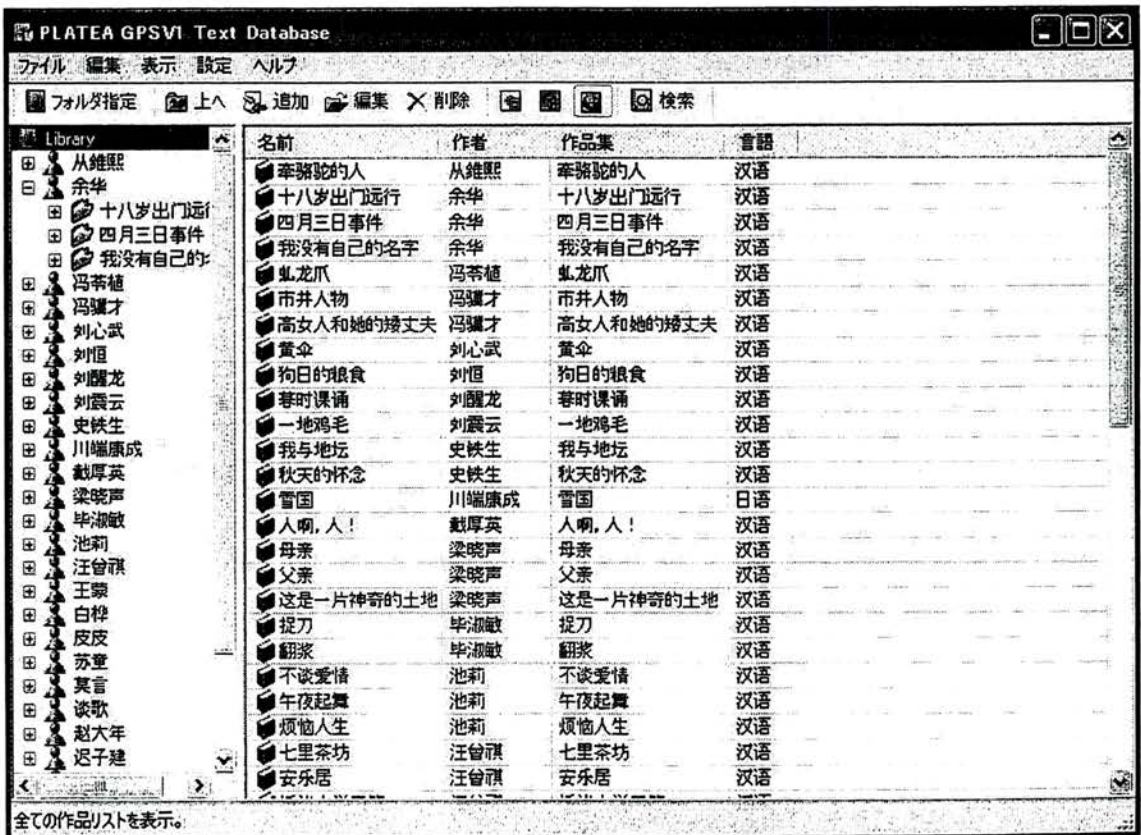 PLATEA GPSV1 Text Database
ファイル 編集 表示 設定 ヘルプ
フォルダ指定 上へ 追加 編集 削除 検索
Library
从維熙
余华
十八岁出门远行
四月三日事件
我没有自己的名
冯苓植
冯骥才
刘心武
刘恒
刘醒龙
刘震云
史铁生
川端康成
戴厚英
梁晓声
毕淑敏
池莉
汪曾祺
王蒙
白桦
皮皮
苏童
莫言
谈歌
赵大年
迟子建
名前 作者 作品集 言語
牵骆驼的人 从維熙 牵骆驼的人 汉语
十八岁出门远行 余华 十八岁出门远行 汉语
四月三日事件 余华 四月三日事件 汉语
我没有自己的名字 余华 我没有自己的名字 汉语
虬龙爪 冯苓植 虬龙爪 汉语
市井人物 冯骥才 市井人物 汉语
高女人和她的矮丈夫 冯骥才 高女人和她的矮丈夫 汉语
黄伞 刘心武 黄伞 汉语
狗日的粮食 刘恒 狗日的粮食 汉语
暮时课诵 刘醒龙 暮时课诵 汉语
一地鸡毛 刘震云 一地鸡毛 汉语
我与地坛 史铁生 我与地坛 汉语
秋天的怀念 史铁生 秋天的怀念 汉语
雪国 川端康成 雪国 日语
人啊,人! 戴厚英 人啊,人! 汉语
母亲 梁晓声 母亲 汉语
父亲 梁晓声 父亲 汉语
这是一片神奇的土地 梁晓声 这是一片神奇的土地 汉语
捉刀 毕淑敏 捉刀 汉语
翻浆 毕淑敏 翻浆 汉语
不谈爱情 池莉 不谈爱情 汉语
午夜起舞 池莉 午夜起舞 汉语
烦恼人生 池莉 烦恼人生 汉语
七里茶坊 汪曾祺 七里茶坊 汉语
安乐居 汪曾祺 安乐居 汉语
全ての作品リストを表示。